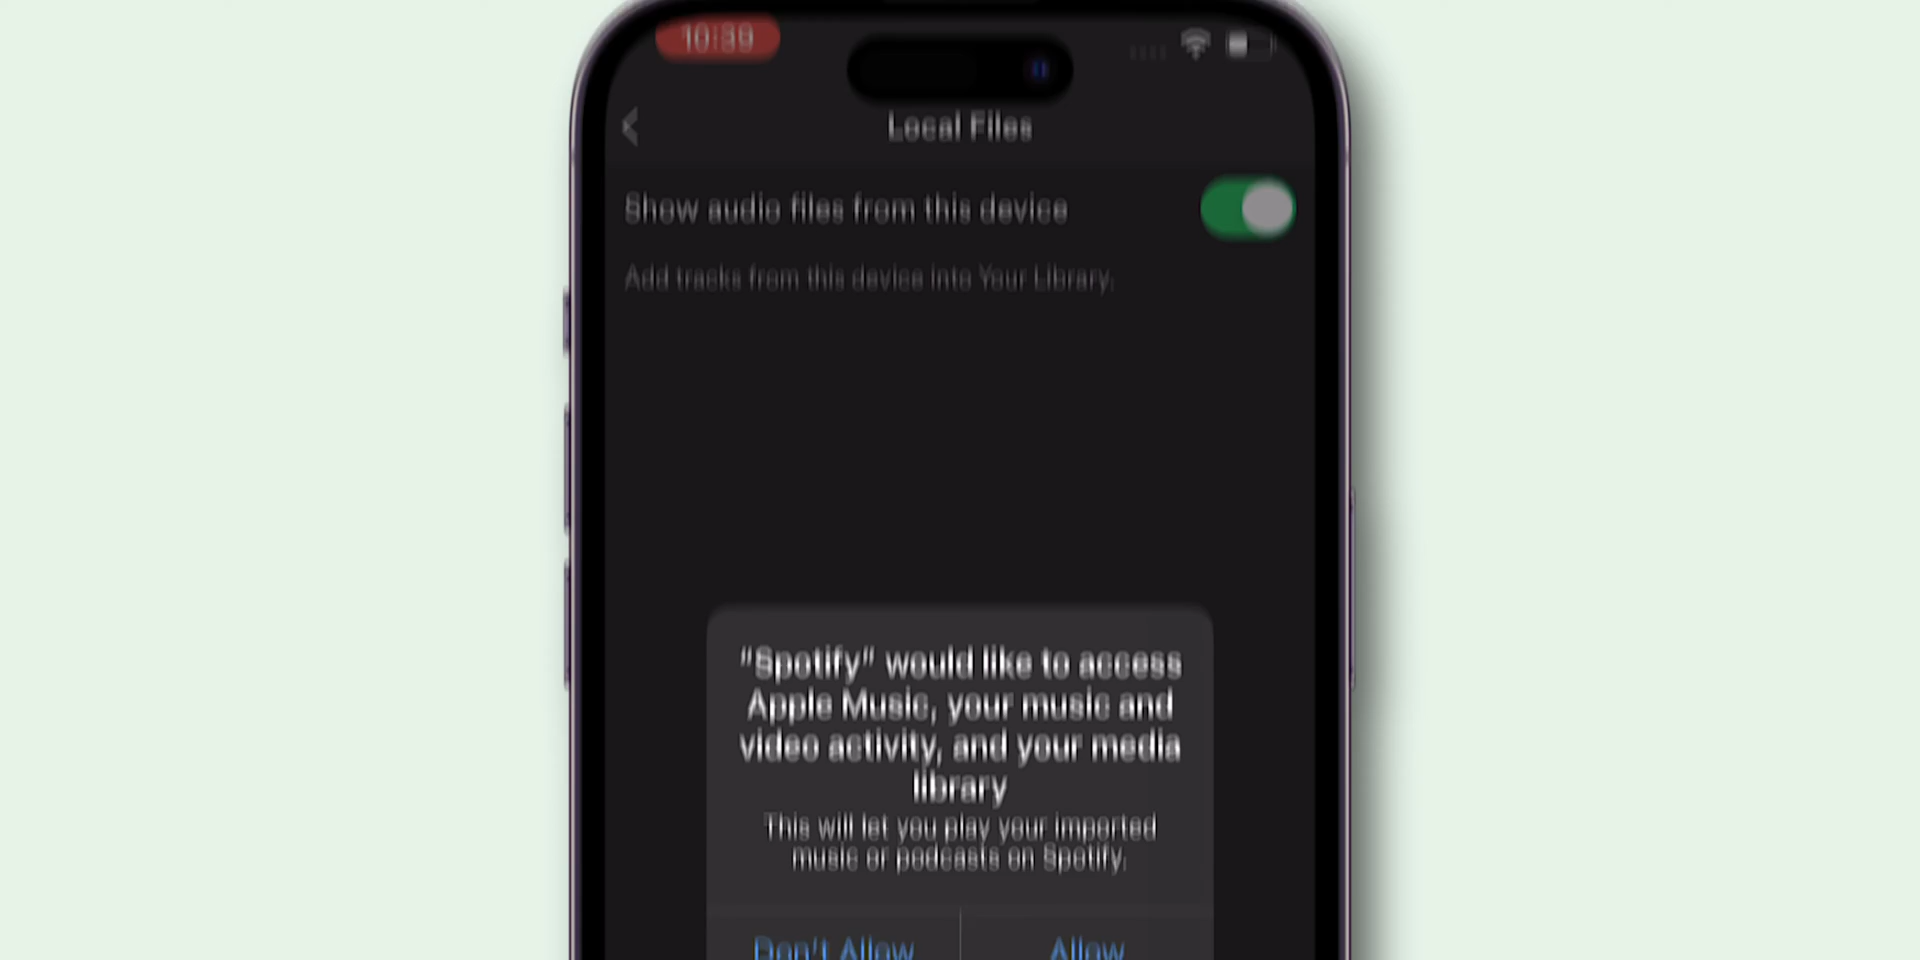 10:39
Local Files
Show audio files from this device
Add tracks from this device into Your Library.
“Spotify” would like to access
Apple Music, your music and
video activity, and your media
library
This will let you play your imported
music or podcasts on Spotify.
Don't Allow
Allow